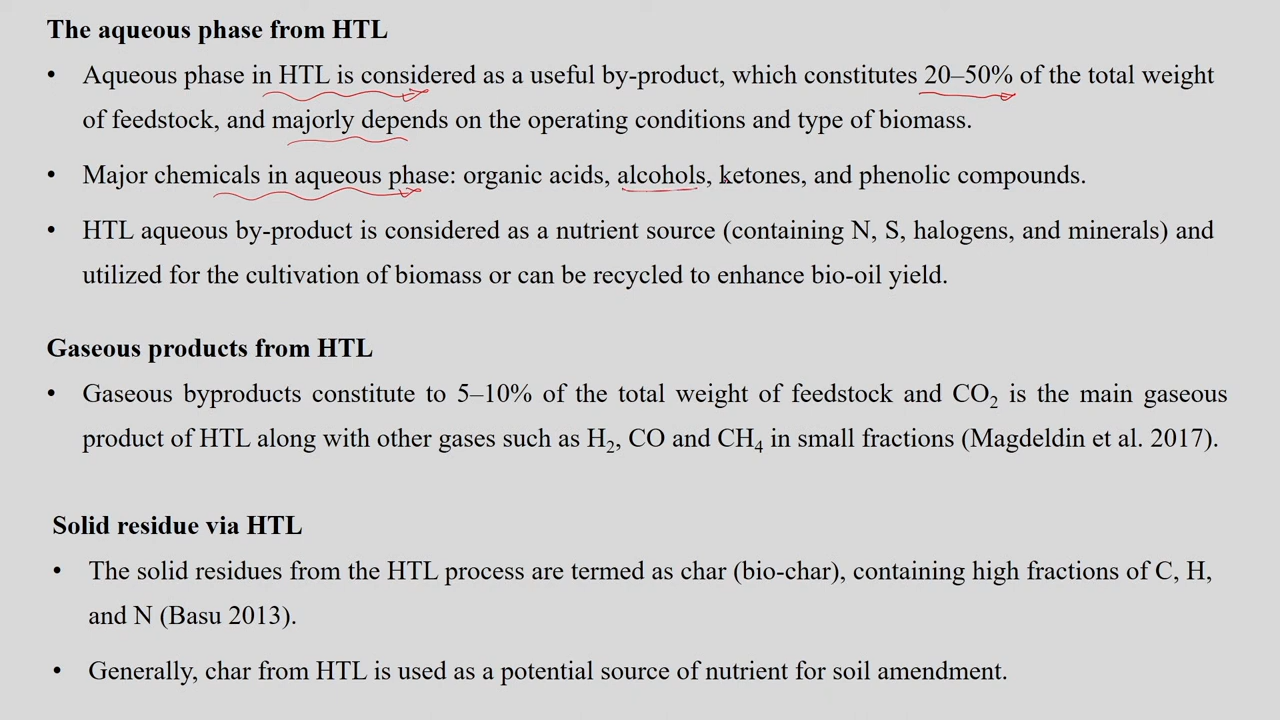 The aqueous phase from HTL
• Aqueous phase in HTL is considered as a useful by-product, which constitutes 20–50% of the total weight
of feedstock, and majorly depends on the operating conditions and type of biomass.
• Major chemicals in aqueous phase: organic acids, alcohols, ketones, and phenolic compounds.
• HTL aqueous by-product is considered as a nutrient source (containing N, S, halogens, and minerals) and
utilized for the cultivation of biomass or can be recycled to enhance bio-oil yield.
Gaseous products from HTL
• Gaseous byproducts constitute to 5–10% of the total weight of feedstock and CO₂ is the main gaseous
product of HTL along with other gases such as H₂, CO and CH₄ in small fractions (Magdeldin et al. 2017).
Solid residue via HTL
• The solid residues from the HTL process are termed as char (bio-char), containing high fractions of C, H,
and N (Basu 2013).
• Generally, char from HTL is used as a potential source of nutrient for soil amendment.